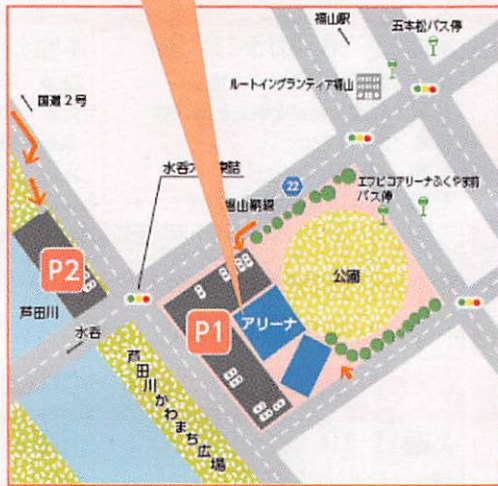 福山駅
五本松バス停
ルートイングランティア福山
国道2号
水呑大橋東詰
22
福山鞆線
エフピコアリーナふくやま前
バス停
P2
公園
芦田川
P1
アリーナ
水呑
芦田川かわまち広場